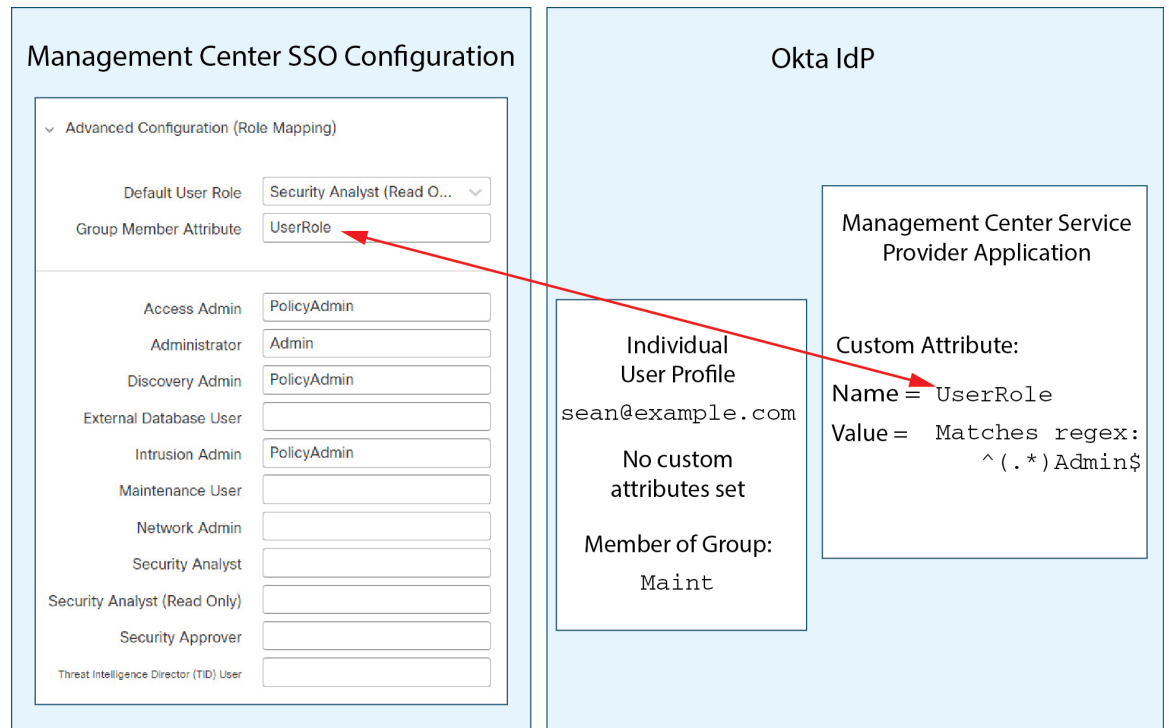 Management Center SSO Configuration
Advanced Configuration (Role Mapping)
Default User Role Security Analyst (Read O...
Group Member Attribute UserRole
Access Admin PolicyAdmin
Administrator Admin
Discovery Admin PolicyAdmin
External Database User
Intrusion Admin PolicyAdmin
Maintenance User
Network Admin
Security Analyst
Security Analyst (Read Only)
Security Approver
Threat Intelligence Director (TID) User
Okta IdP
Individual
User Profile
sean@example.com
No custom
attributes set
Member of Group:
Maint
Management Center Service
Provider Application
Custom Attribute:
Name = UserRole
Value = Matches regex:
^(.*)Admin$